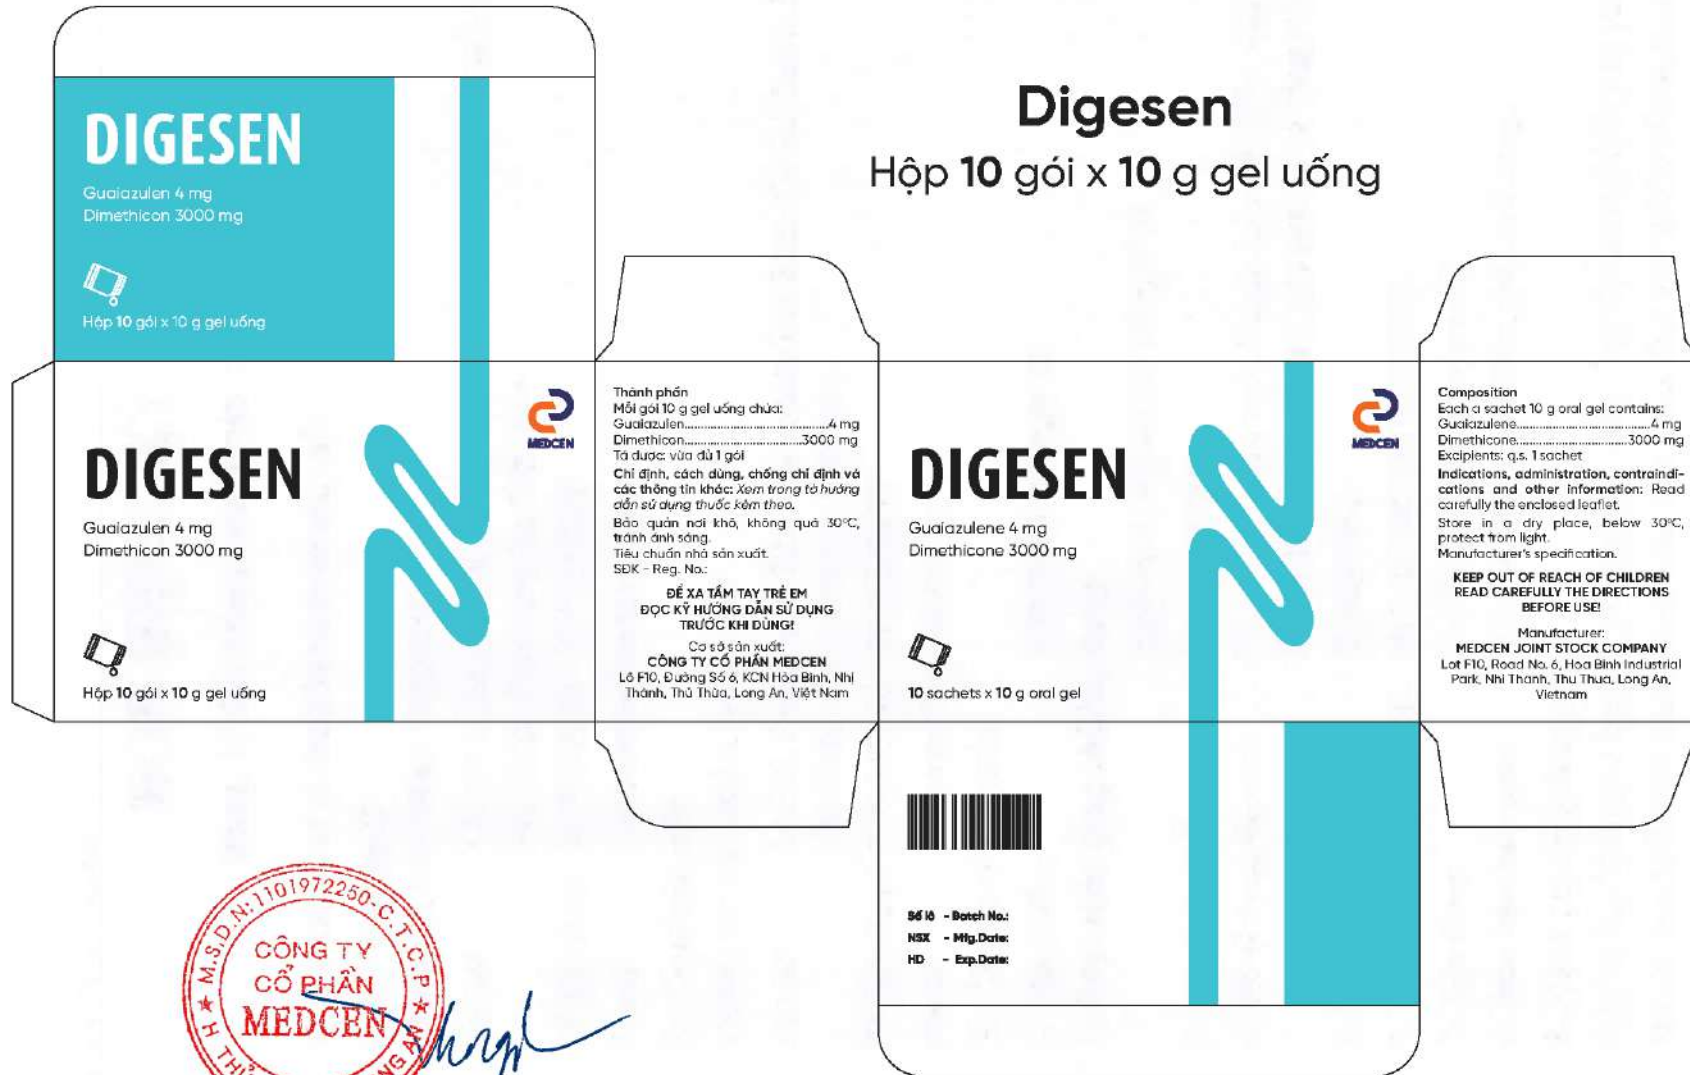 DIGESEN
Guaiazulen 4 mg
Dimethicon 3000 mg
Hộp 10 gói x 10 g gel uống
Digesen
Hộp 10 gói x 10 g gel uống
MEDCEN
DIGESEN
Guaiazulen 4 mg
Dimethicon 3000 mg
Hộp 10 gói x 10 g gel uống
Thành phần
Mỗi gói 10 g gel uống chứa:
Guaiazulen............................................4 mg
Dimethicon....................................3000 mg
Tá dược: vừa đủ 1 gói
Chỉ định, cách dùng, chống chỉ định và
các thông tin khác: Xem trong tờ hướng
dẫn sử dụng thuốc kèm theo.
Bảo quản nơi khô, không quá 30°C,
tránh ánh sáng.
Tiêu chuẩn nhà sản xuất.
SĐK - Reg. No.:
ĐỂ XA TẦM TAY TRẺ EM
ĐỌC KỸ HƯỚNG DẪN SỬ DỤNG
TRƯỚC KHI DÙNG!
Cơ sở sản xuất:
CÔNG TY CỔ PHẦN MEDCEN
Lô F10, Đường Số 6, KCN Hòa Bình, Nhị
Thành, Thủ Thừa, Long An, Việt Nam
MEDCEN
DIGESEN
Guaiazulene 4 mg
Dimethicone 3000 mg
10 sachets x 10 g oral gel
Composition
Each a sachet 10 g oral gel contains:
Guaiazulene.........................................4 mg
Dimethicone..................................3000 mg
Excipients: q.s. 1 sachet
Indications, administration, contraindi-
cations and other information: Read
carefully the enclosed leaflet.
Store in a dry place, below 30°C,
protect from light.
Manufacturer's specification.
KEEP OUT OF REACH OF CHILDREN
READ CAREFULLY THE DIRECTIONS
BEFORE USE!
Manufacturer:
MEDCEN JOINT STOCK COMPANY
Lot F10, Road No. 6, Hoa Binh Industrial
Park, Nhi Thanh, Thu Thua, Long An,
Vietnam
Số lô - Batch No.:
NSX - Mfg.Date:
HD - Exp.Date:
M.S.D.N:1101972250-C.T.C.P
CÔNG TY
CỔ PHẦN
MEDCEN